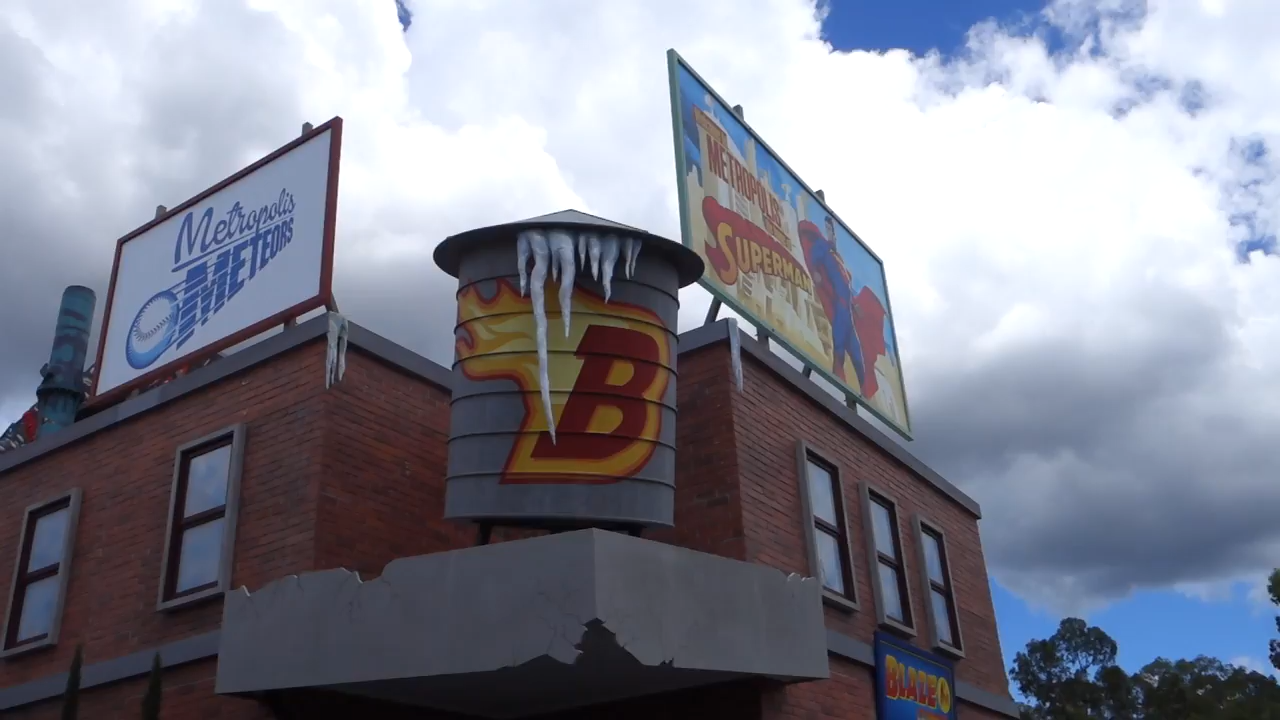 Metropolis
METEORS
B
METROPOLIS
SUPERMAN
BLAZE